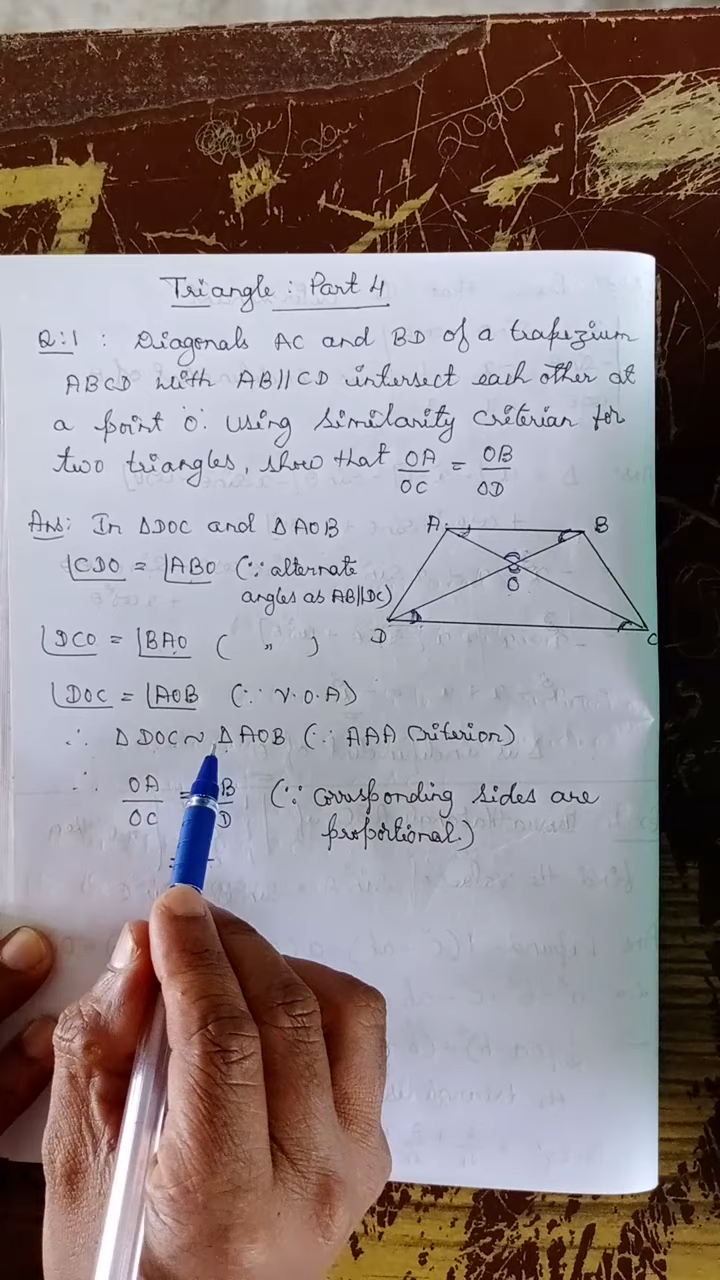 2020
Triangle : Part 4
Q:1 : Diagonals AC and BD of a trapezium
ABCD with AB||CD intersect each other at
a point O. Using similarity criterian for
two triangles, show that OA/OC = OB/OD
Ans: In ΔDOC and ΔAOB
∠CDO = ∠ABO (∵ alternate
angles as AB||DC)
∠DCO = ∠BAO ( " )
∠DOC = ∠AOB (∵ V.O.A)
∴ ΔDOC ~ ΔAOB (∵ AAA Criterion)
∴ OA/OC = B/D (∵ corresponding sides are
proportional.)
A B
O
D C